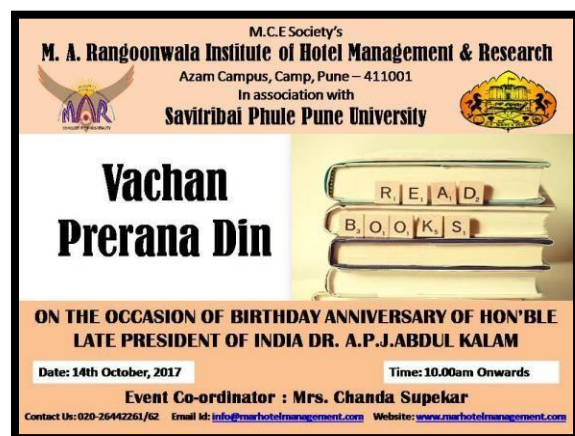 M.C.E Society's
M. A. Rangoonwala Institute of Hotel Management & Research
Azam Campus, Camp, Pune – 411001
In association with
Savitribai Phule Pune University
MAR
Vachan
Prerana Din
READ
BOOKS
ON THE OCCASION OF BIRTHDAY ANNIVERSARY OF HON'BLE
LATE PRESIDENT OF INDIA DR. A.P.J.ABDUL KALAM
Date: 14th October, 2017
Time: 10.00am Onwards
Event Co-ordinator : Mrs. Chanda Supekar
Contact Us: 020-26442261/62 Email Id: info@marhotelmanagement.com Website: www.marhotelmanagement.com